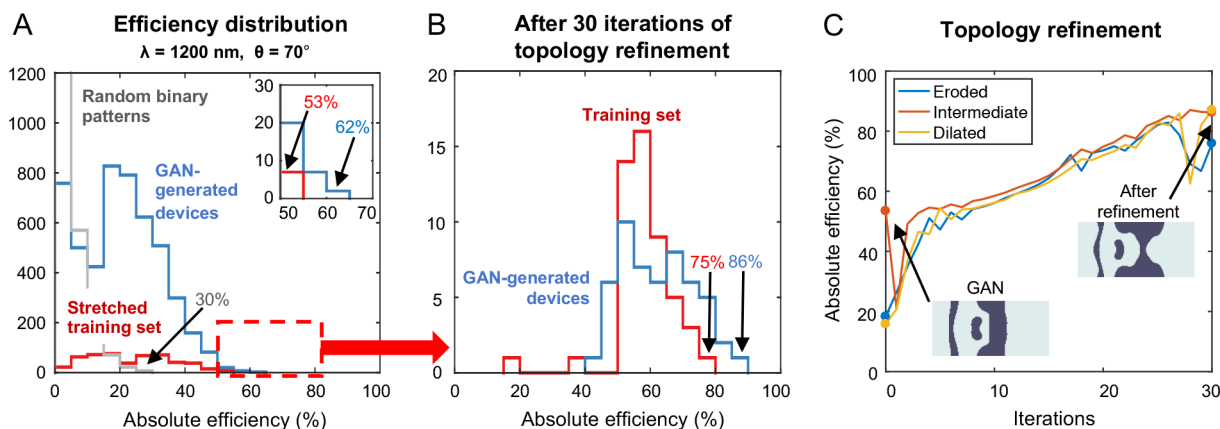 A
Efficiency distribution
λ = 1200 nm, θ = 70°
1200
1000
800
600
400
200
0
0
20
40
60
80
100
Absolute efficiency (%)
Random binary
patterns
GAN-
generated
devices
Stretched
training set
30%
30
20
10
0
50
60
70
53%
62%
B
After 30 iterations of
topology refinement
20
15
10
5
0
0
20
40
60
80
100
Absolute efficiency (%)
Training set
GAN-generated
devices
75%
86%
C
Topology refinement
Absolute efficiency (%)
100
80
60
40
20
0
0
10
20
30
Iterations
Eroded
Intermediate
Dilated
After
refinement
GAN